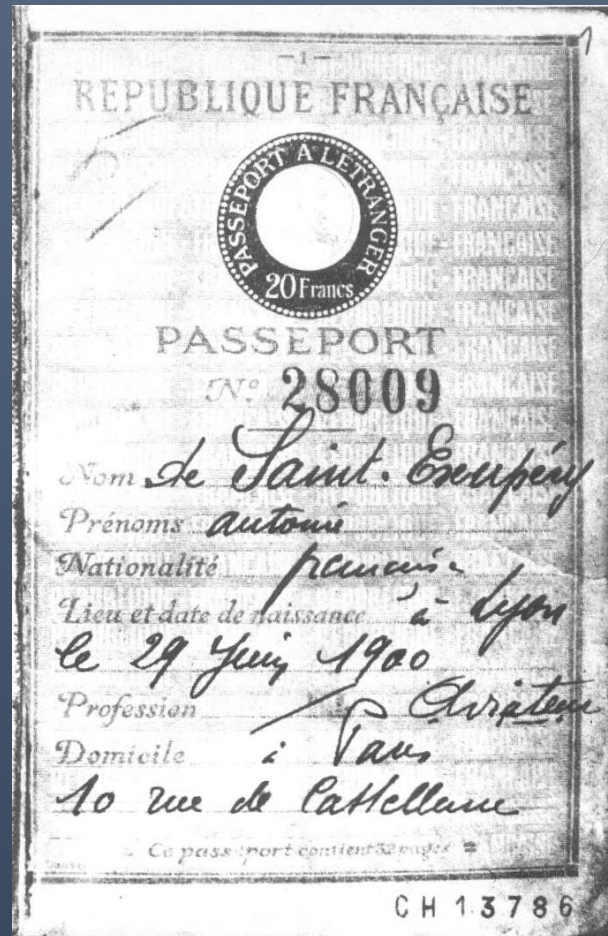 1
— 1 —
REPUBLIQUE FRANÇAISE
PASSEPORT A L'ETRANGER
20 Francs
PASSEPORT
N° 28009
Nom de Saint-Exupéry
Prénoms antoine
Nationalité française
Lieu et date de naissance à Lyon
le 29 Juin 1900
Profession Aviateur
Domicile à Paris
10 rue de Castellane
Ce passeport contient 32 pages
CH 13786